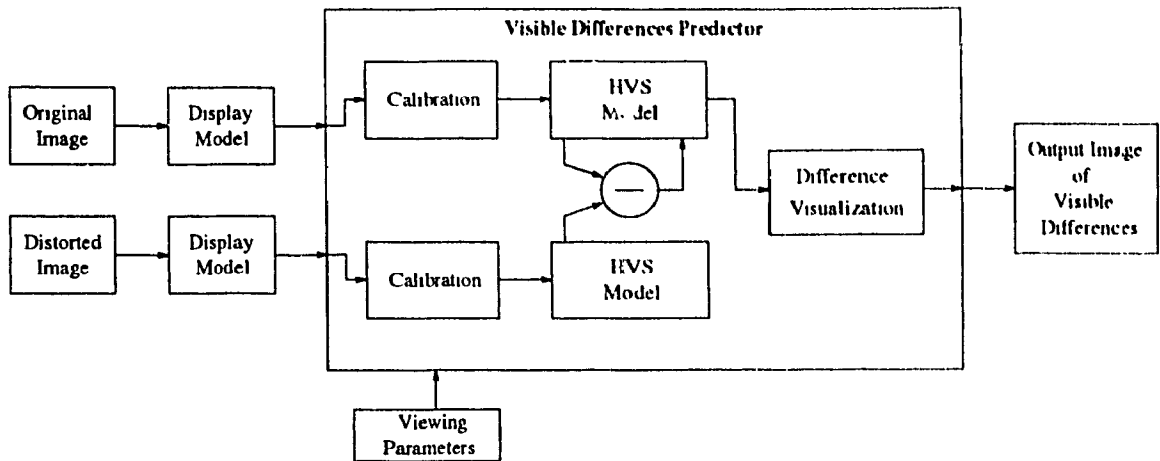 Visible Differences Predictor
Original
Image
Display
Model
Calibration
HVS
Model
Difference
Visualization
Output Image
of
Visible
Differences
Distorted
Image
Display
Model
Calibration
HVS
Model
Viewing
Parameters